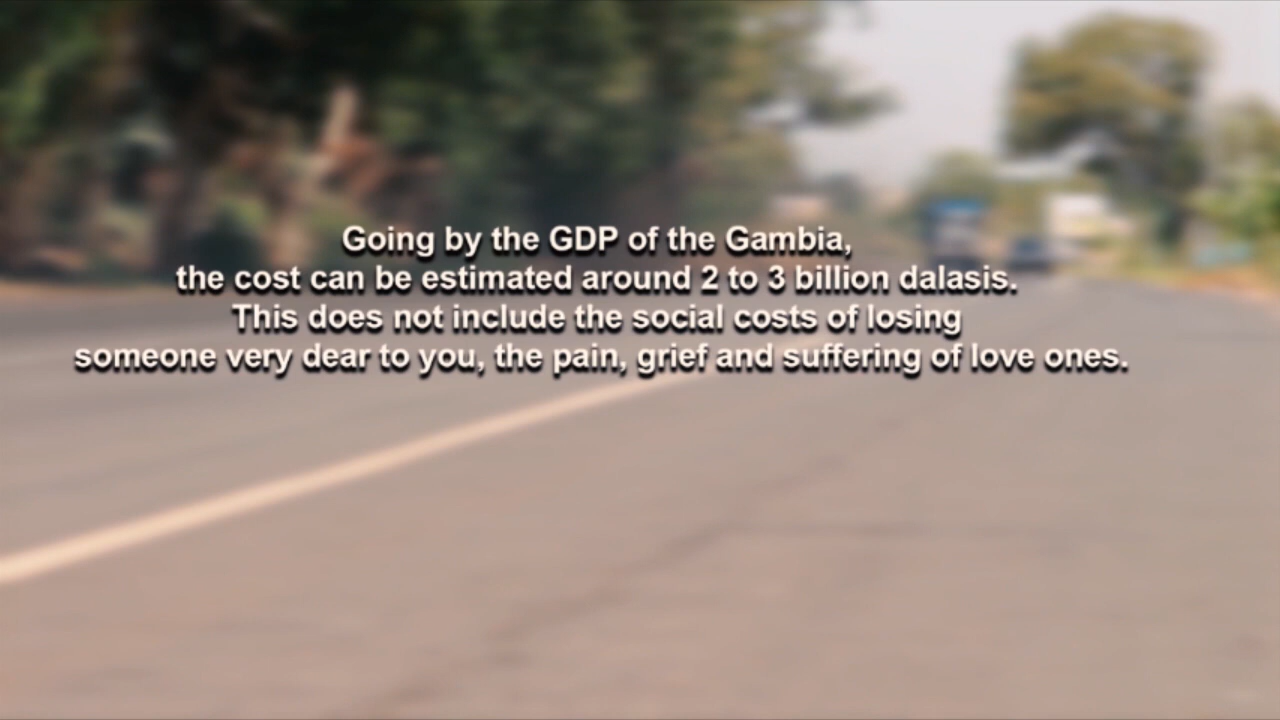 Going by the GDP of the Gambia,
the cost can be estimated around 2 to 3 billion dalasis.
This does not include the social costs of losing
someone very dear to you, the pain, grief and suffering of love ones.